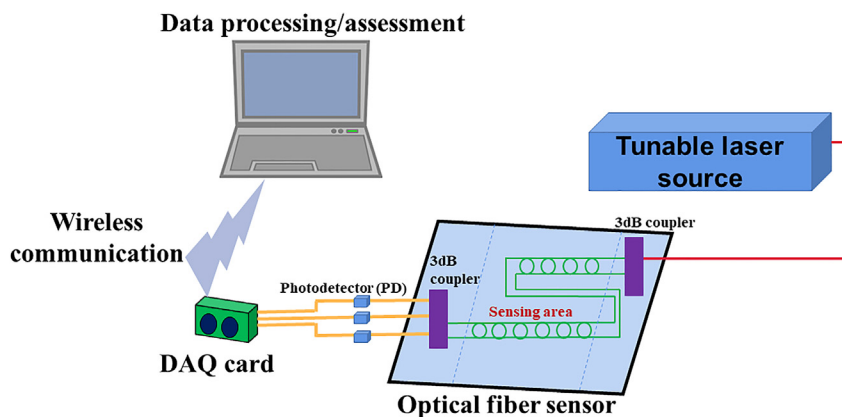 Data processing/assessment
Tunable laser
source
Wireless
communication
3dB coupler
3dB
coupler
Photodetector (PD)
Sensing area
DAQ card
Optical fiber sensor